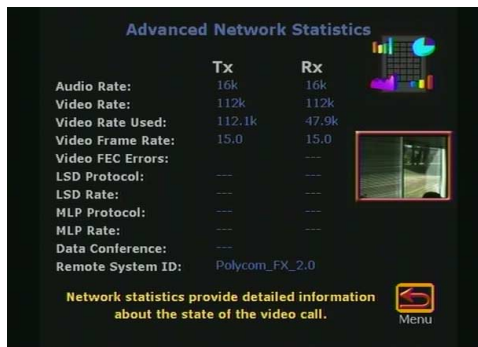 Advanced Network Statistics
Tx Rx
Audio Rate: 16k 16k
Video Rate: 112k 112k
Video Rate Used: 112.1k 47.9k
Video Frame Rate: 15.0 15.0
Video FEC Errors: ---
LSD Protocol: --- ---
LSD Rate: --- ---
MLP Protocol: --- ---
MLP Rate: --- ---
Data Conference: ---
Remote System ID: Polycom_FX_2.0
Network statistics provide detailed information
about the state of the video call.
Menu